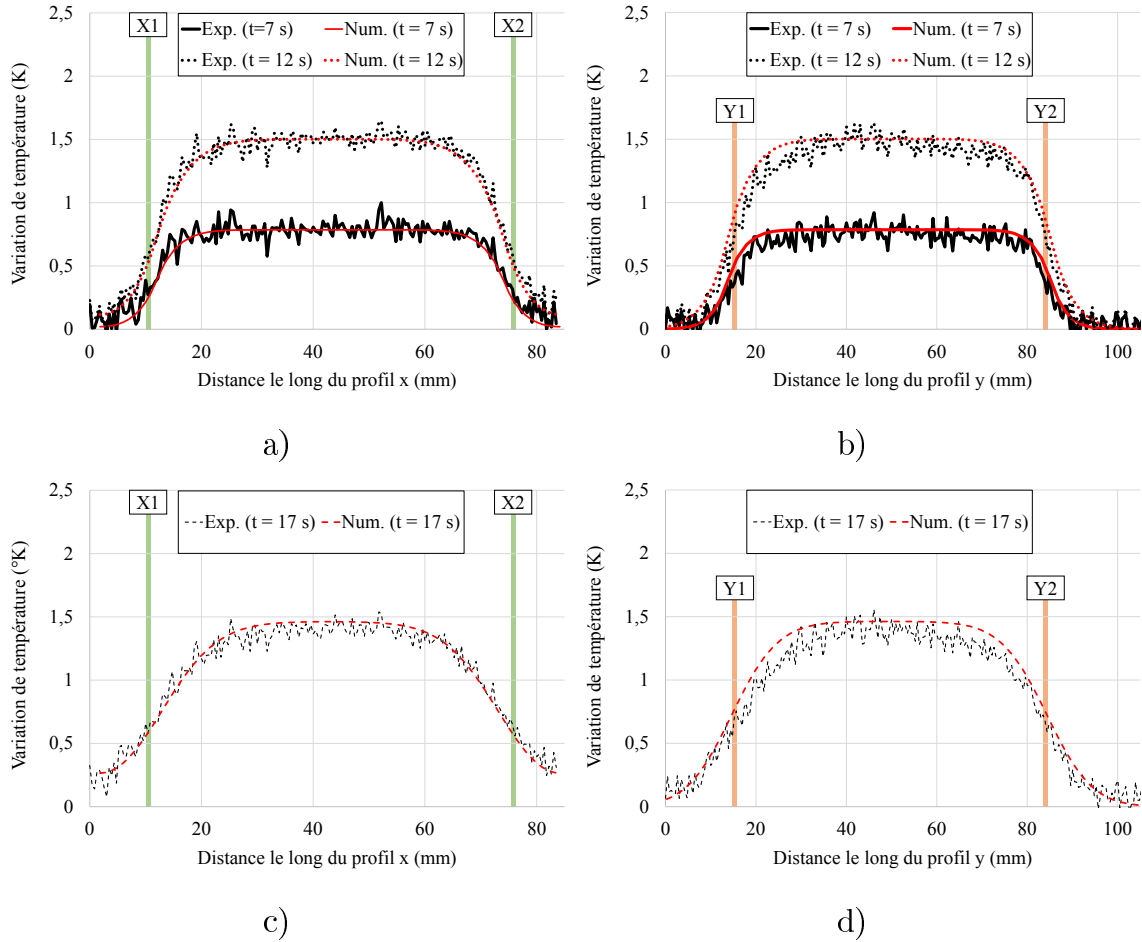 X1
X2
Exp. (t=7 s)
Num. (t = 7 s)
Exp. (t = 12 s)
Num. (t = 12 s)
2,5
2
1,5
1
0,5
0
0
20
40
60
80
Variation de température (K)
Distance le long du profil x (mm)
a)
Exp. (t = 7 s)
Num. (t = 7 s)
Exp. (t = 12 s)
Num. (t = 12 s)
Y1
Y2
2,5
2
1,5
1
0,5
0
0
20
40
60
80
100
Variation de température (K)
Distance le long du profil y (mm)
b)
X1
X2
Exp. (t = 17 s)
Num. (t = 17 s)
2,5
2
1,5
1
0,5
0
0
20
40
60
80
Variation de température (°K)
Distance le long du profil x (mm)
c)
Exp. (t = 17 s)
Num. (t = 17 s)
Y1
Y2
2,5
2
1,5
1
0,5
0
0
20
40
60
80
100
Variation de température (K)
Distance le long du profil y (mm)
d)